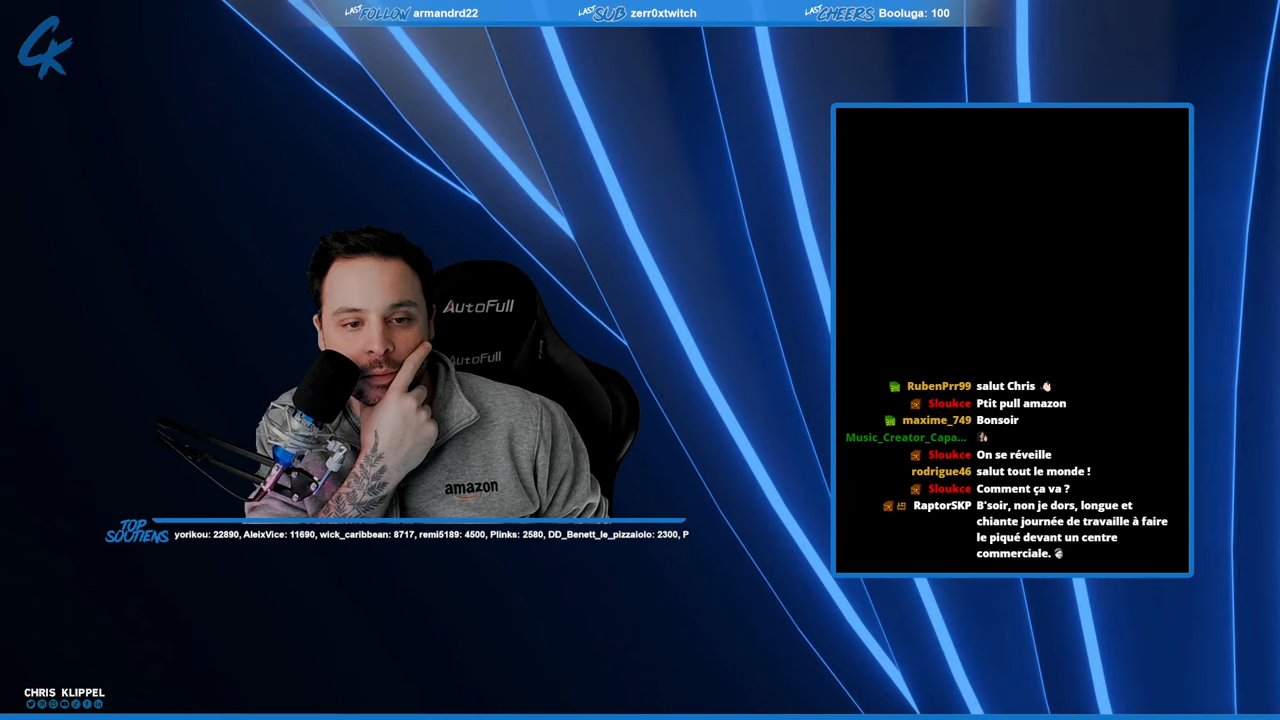 LAST FOLLOW armandrd22
LAST SUB zerr0xtwitch
LAST CHEERS Booluga: 100
CK
AUTOFULL
AUTOFULL
amazon
RubenPrr99 salut Chris
Sloukce Ptit pull amazon
maxime_749 Bonsoir
Music_Creator_Capa...
Sloukce On se réveille
rodrigue46 salut tout le monde !
Sloukce Comment ça va ?
RaptorSKP B'soir, non je dors, longue et
chiante journée de travaille à faire
le piqué devant un centre
commerciale.
TOP SOUTIENS
yorikou: 22890, AleixVice: 11690, wick_caribbean: 8717, remi5189: 4500, Plinks: 2580, DD_Benett_le_pizzaiolo: 2300, P
CHRIS KLIPPEL